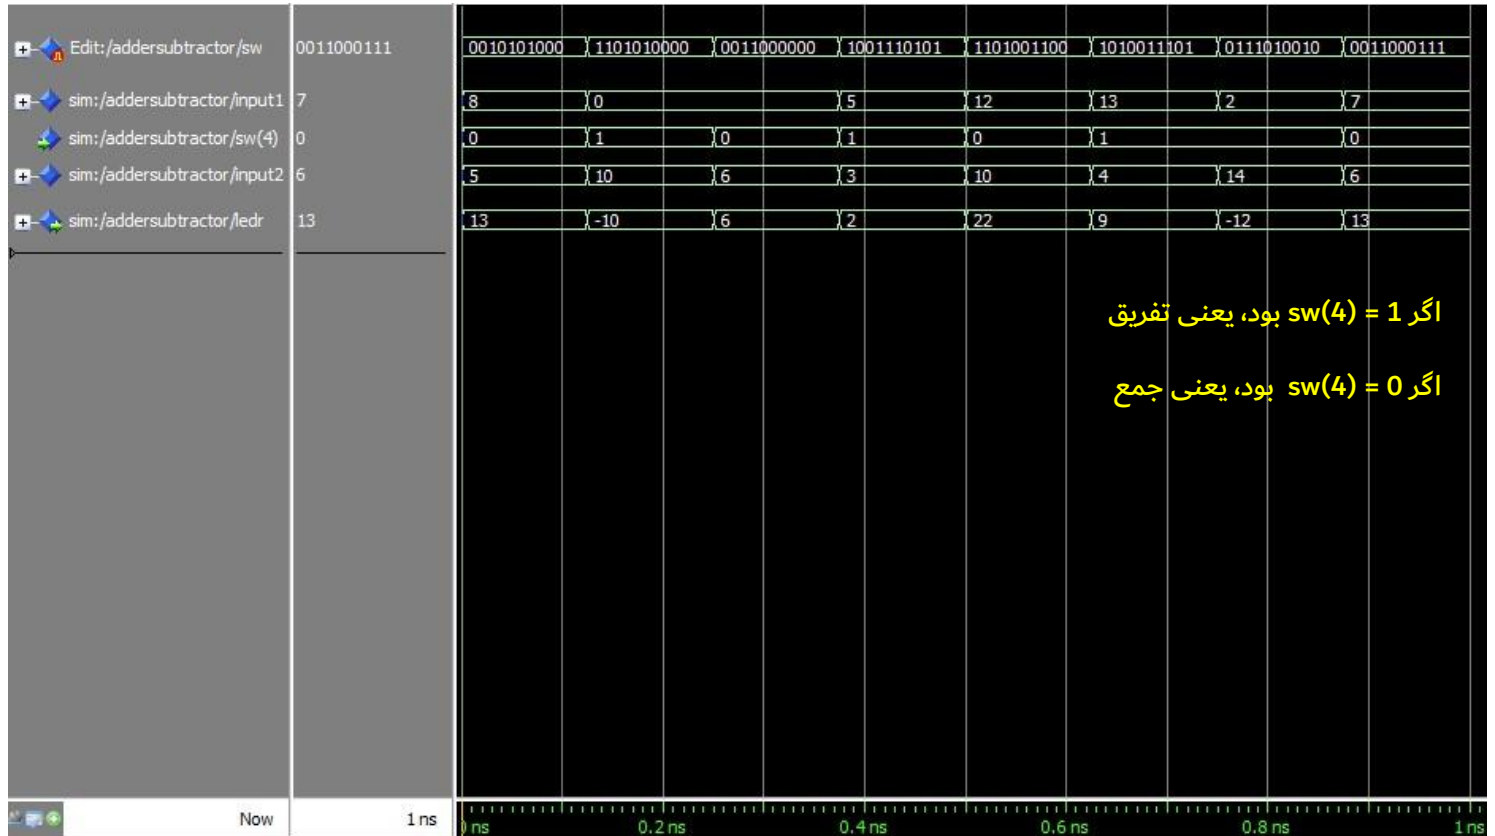 Edit:/addersubtractor/sw 0011000111 0010101000 1101010000 0011000000 1001110101 1101001100 1010011101 0111010010 0011000111
sim:/addersubtractor/input1 7 8 0 5 12 13 2 7
sim:/addersubtractor/sw(4) 0 0 1 0 1 0 1 0
sim:/addersubtractor/input2 6 5 10 6 3 10 4 14 6
sim:/addersubtractor/ledr 13 13 -10 6 2 22 9 -12 13
اگر sw(4) = 1 بود، یعنی تفریق
اگر sw(4) = 0 بود، یعنی جمع
Now 1 ns ns 0.2 ns 0.4 ns 0.6 ns 0.8 ns 1 ns